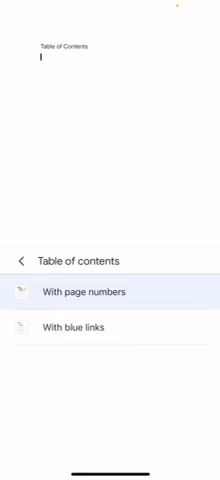 Table of Contents
Table of contents
With page numbers
With blue links